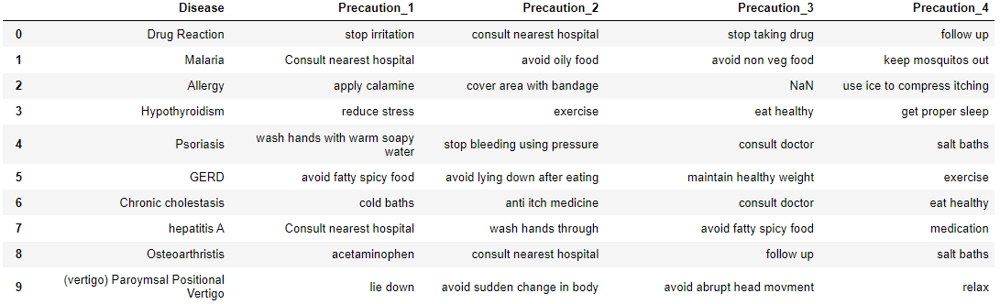 Disease Precaution_1 Precaution_2 Precaution_3 Precaution_4
0 Drug Reaction stop irritation consult nearest hospital stop taking drug follow up
1 Malaria Consult nearest hospital avoid oily food avoid non veg food keep mosquitos out
2 Allergy apply calamine cover area with bandage NaN use ice to compress itching
3 Hypothyroidism reduce stress exercise eat healthy get proper sleep
4 Psoriasis wash hands with warm soapy water stop bleeding using pressure consult doctor salt baths
5 GERD avoid fatty spicy food avoid lying down after eating maintain healthy weight exercise
6 Chronic cholestasis cold baths anti itch medicine consult doctor eat healthy
7 hepatitis A Consult nearest hospital wash hands through avoid fatty spicy food medication
8 Osteoarthristis acetaminophen consult nearest hospital follow up salt baths
9 (vertigo) Paroymsal Positional Vertigo lie down avoid sudden change in body avoid abrupt head movment relax